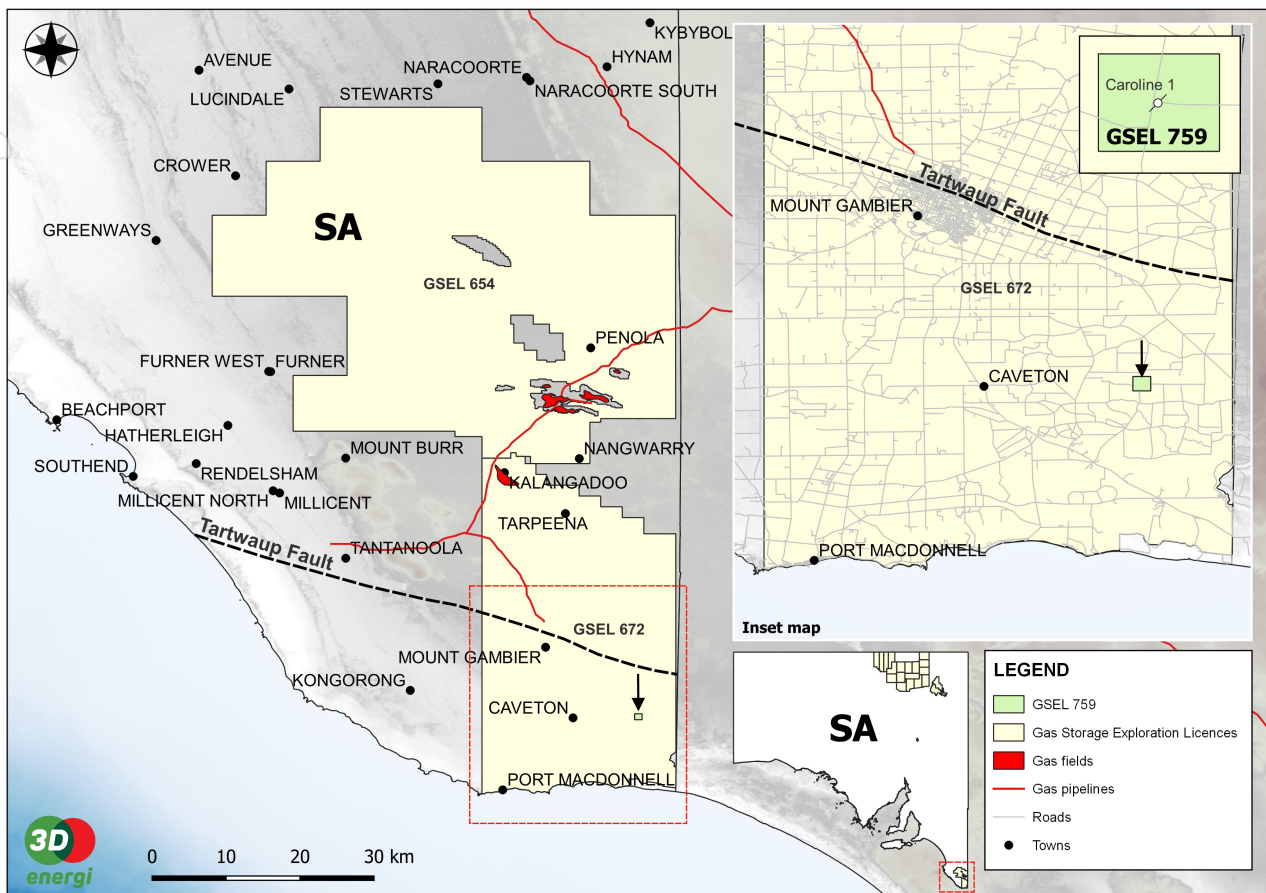 KYBYBOL
AVENUE
HYNAM
NARACOORTE
LUCINDALE
STEWARTS
NARACOORTE SOUTH
CROWER
GREENWAYS
SA
GSEL 654
PENOLA
FURNER WEST
FURNER
BEACHPORT
HATHERLEIGH
MOUNT BURR
NANGWARRY
SOUTHEND
RENDELSHAM
KALANGADOO
MILLICENT NORTH
MILLICENT
TARPEENA
Tartwaup Fault
TANTANOOLA
GSEL 672
MOUNT GAMBIER
KONGORONG
CAVETON
PORT MACDONNELL
3D
energi
0 10 20 30 km
Caroline 1
GSEL 759
Tartwaup Fault
MOUNT GAMBIER
GSEL 672
CAVETON
PORT MACDONNELL
Inset map
SA
LEGEND
GSEL 759
Gas Storage Exploration Licences
Gas fields
Gas pipelines
Roads
Towns